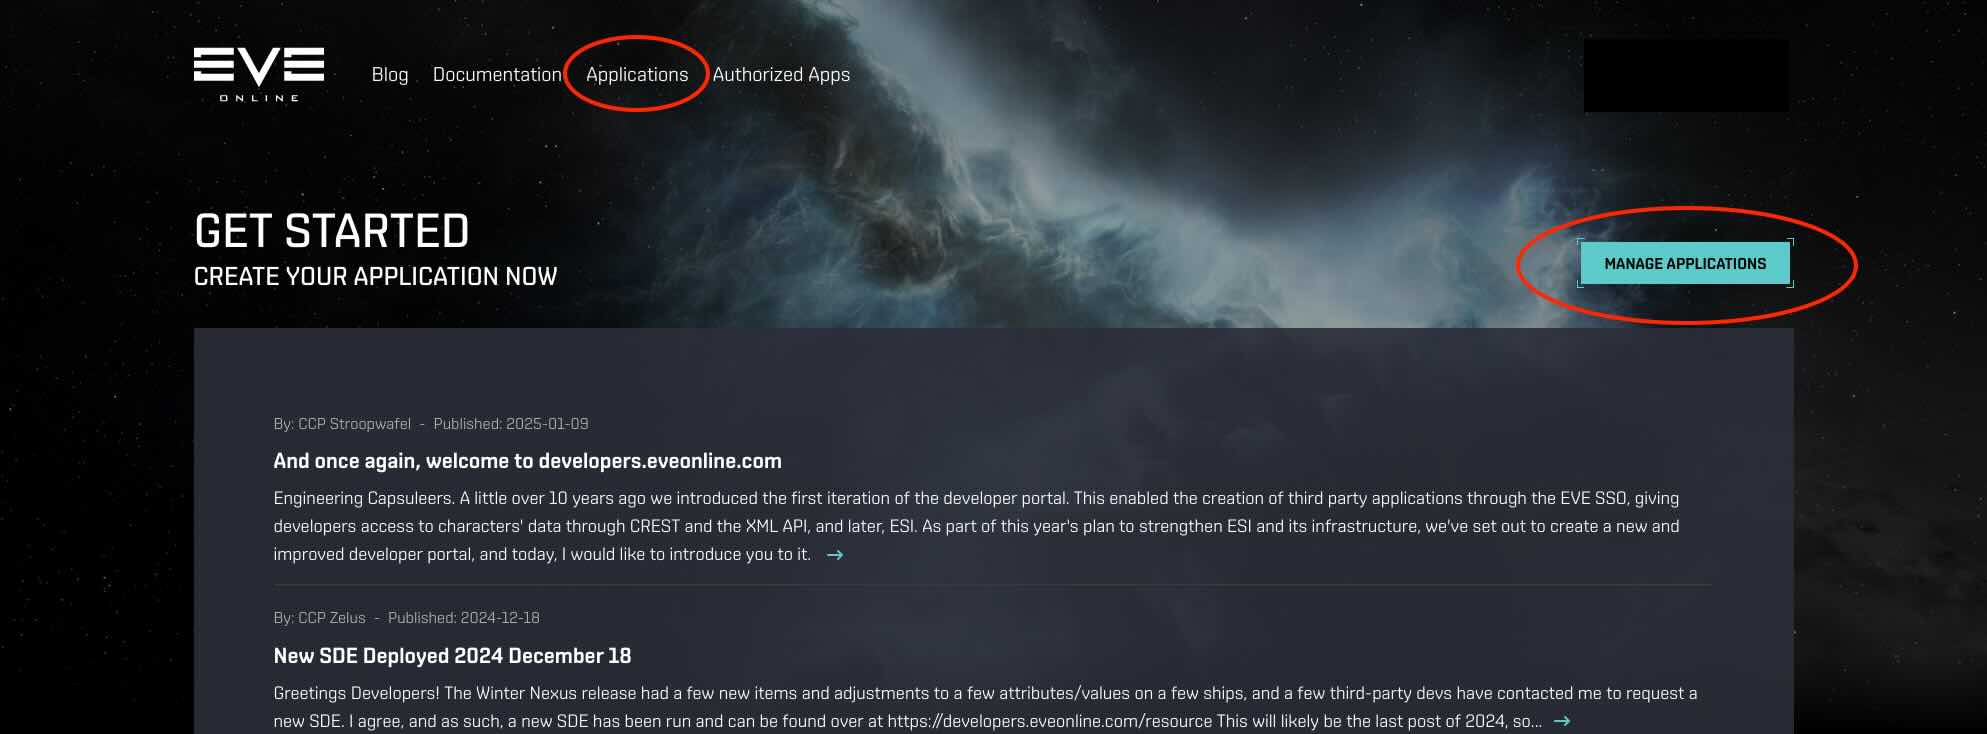 EVE
ONLINE
Blog Documentation Applications Authorized Apps
GET STARTED
CREATE YOUR APPLICATION NOW
MANAGE APPLICATIONS
By: CCP Stroopwafel - Published: 2025-01-09
And once again, welcome to developers.eveonline.com
Engineering Capsuleers. A little over 10 years ago we introduced the first iteration of the developer portal. This enabled the creation of third party applications through the EVE SSO, giving
developers access to characters' data through CREST and the XML API, and later, ESI. As part of this year's plan to strengthen ESI and its infrastructure, we've set out to create a new and
improved developer portal, and today, I would like to introduce you to it. →
By: CCP Zelus - Published: 2024-12-18
New SDE Deployed 2024 December 18
Greetings Developers! The Winter Nexus release had a few new items and adjustments to a few attributes/values on a few ships, and a few third-party devs have contacted me to request a
new SDE. I agree, and as such, a new SDE has been run and can be found over at https://developers.eveonline.com/resource This will likely be the last post of 2024, so... →